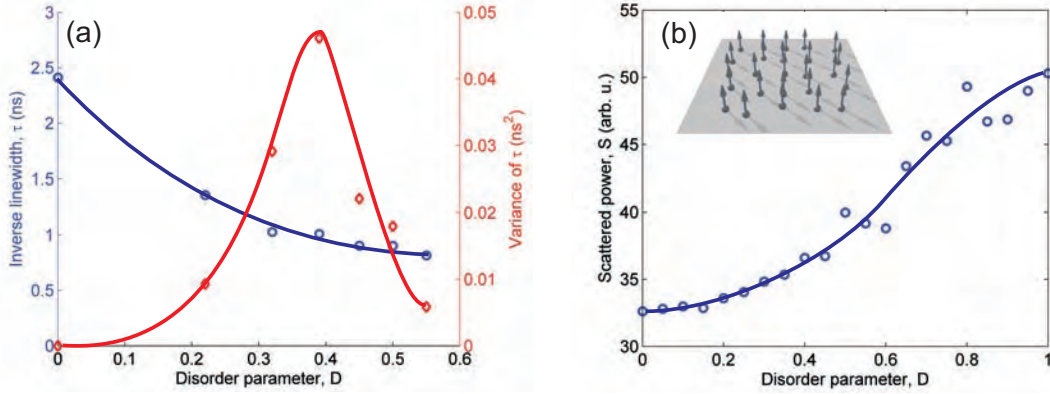 (a)
3
2.5
2
1.5
1
0.5
0
Inverse linewidth, τ (ns)
0.05
0.04
0.03
0.02
0.01
0
Variance of τ (ns²)
0 0.1 0.2 0.3 0.4 0.5 0.6
Disorder parameter, D
(b)
55
50
45
40
35
30
Scattered power, S (arb. u.)
0 0.2 0.4 0.6 0.8 1
Disorder parameter, D